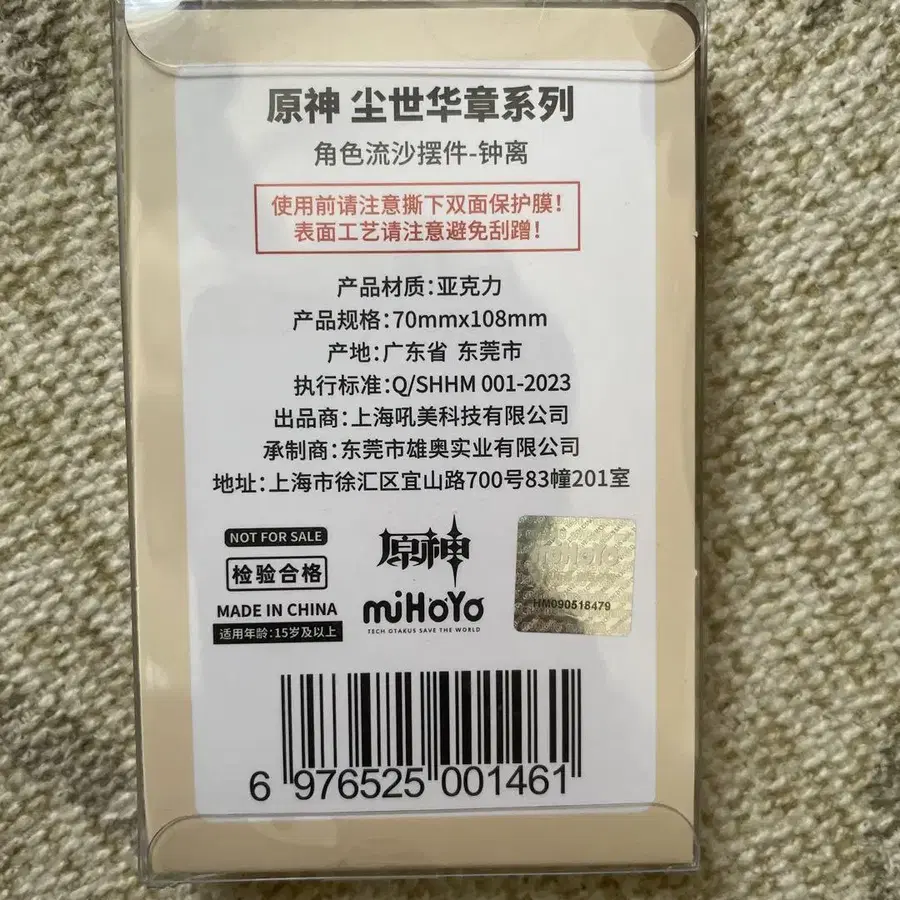 原神 尘世华章系列
角色流沙摆件-钟离
使用前请注意撕下双面保护膜!
表面工艺请注意避免刮蹭!
产品材质:亚克力
产品规格:70mmx108mm
产地:广东省 东莞市
执行标准:Q/SHHM 001-2023
出品商:上海吼美科技有限公司
承制商:东莞市雄奥实业有限公司
地址:上海市徐汇区宜山路700号83幢201室
NOT FOR SALE
检验合格
MADE IN CHINA
适用年龄:15岁及以上
原神
miHoYo
TECH OTAKUS SAVE THE WORLD
miHoYo
HM090518479
6 976525 001461